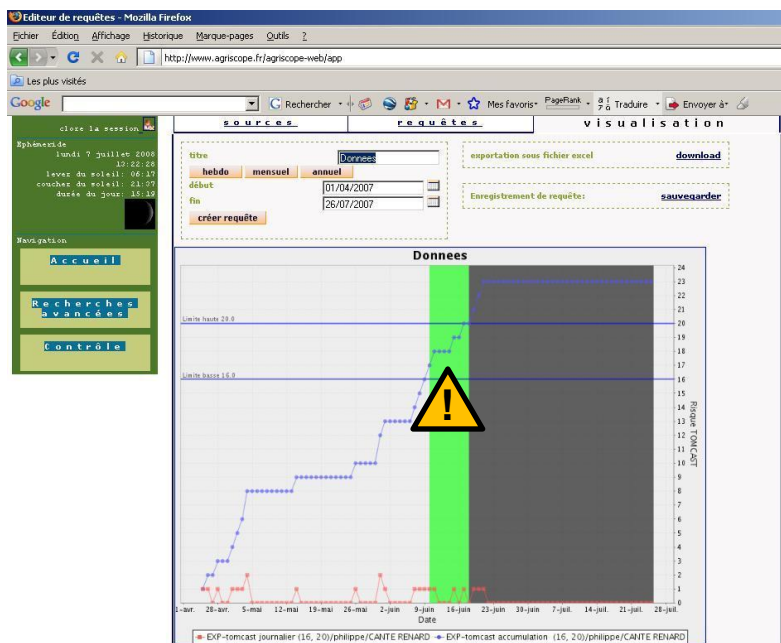 Editeur de requêtes - Mozilla Firefox
Fichier Édition Affichage Historique Marque-pages Outils ?
http://www.agriscope.fr/agriscope-web/app
Les plus visités
Google Rechercher Mes favoris PageRank Traduire Envoyer à
close la session
sources requêtes visualisation
Ephéméride
lundi 7 juillet 2008
13:22:28
lever du soleil: 06:17
coucher du soleil: 21:37
durée du jour: 15:19
Navigation
Accueil
Recherches
avancées
Contrôle
titre Donnees
hebdo mensuel annuel
début 01/04/2007
fin 26/07/2007
créer requête
exportation sous fichier excel download
Enregistrement de requête: sauvegarder
Donnees
Limite haute 20.0
Limite basse 16.0
!
24
23
22
21
20
19
18
17
16
15
14
13
12
11
10
9
8
7
6
5
4
3
2
1
0
Risque TOMCAST
21-avr. 28-avr. 5-mai 12-mai 19-mai 26-mai 2-juin 9-juin 16-juin 23-juin 30-juin 7-juil. 14-juil. 21-juil. 28-juil.
Date
EXP-tomcast journalier (16, 20)/philippe/CANTE RENARD EXP-tomcast accumulation (16, 20)/philippe/CANTE RENARD